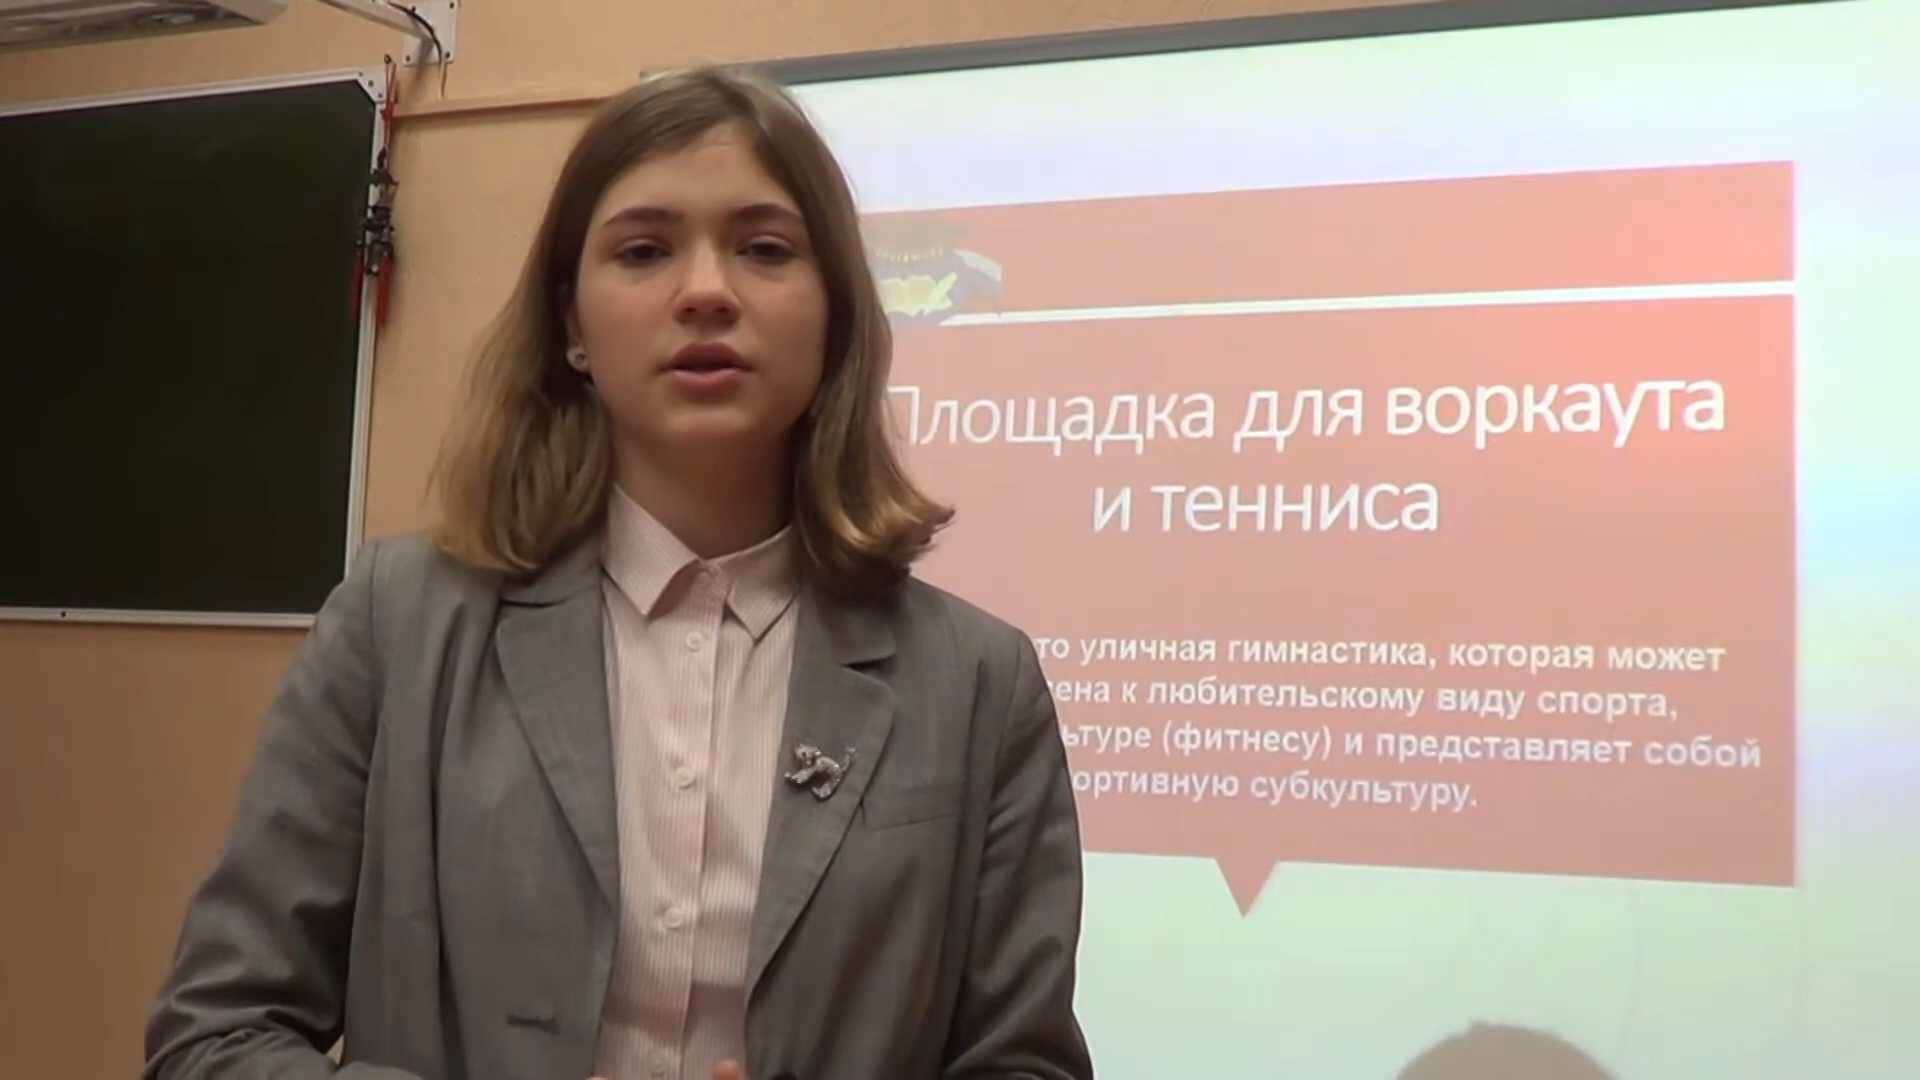 Площадка для воркаута
и тенниса
уличная гимнастика, которая может
к любительскому виду спорта,
(фитнесу) и представляет собой
субкультуру.